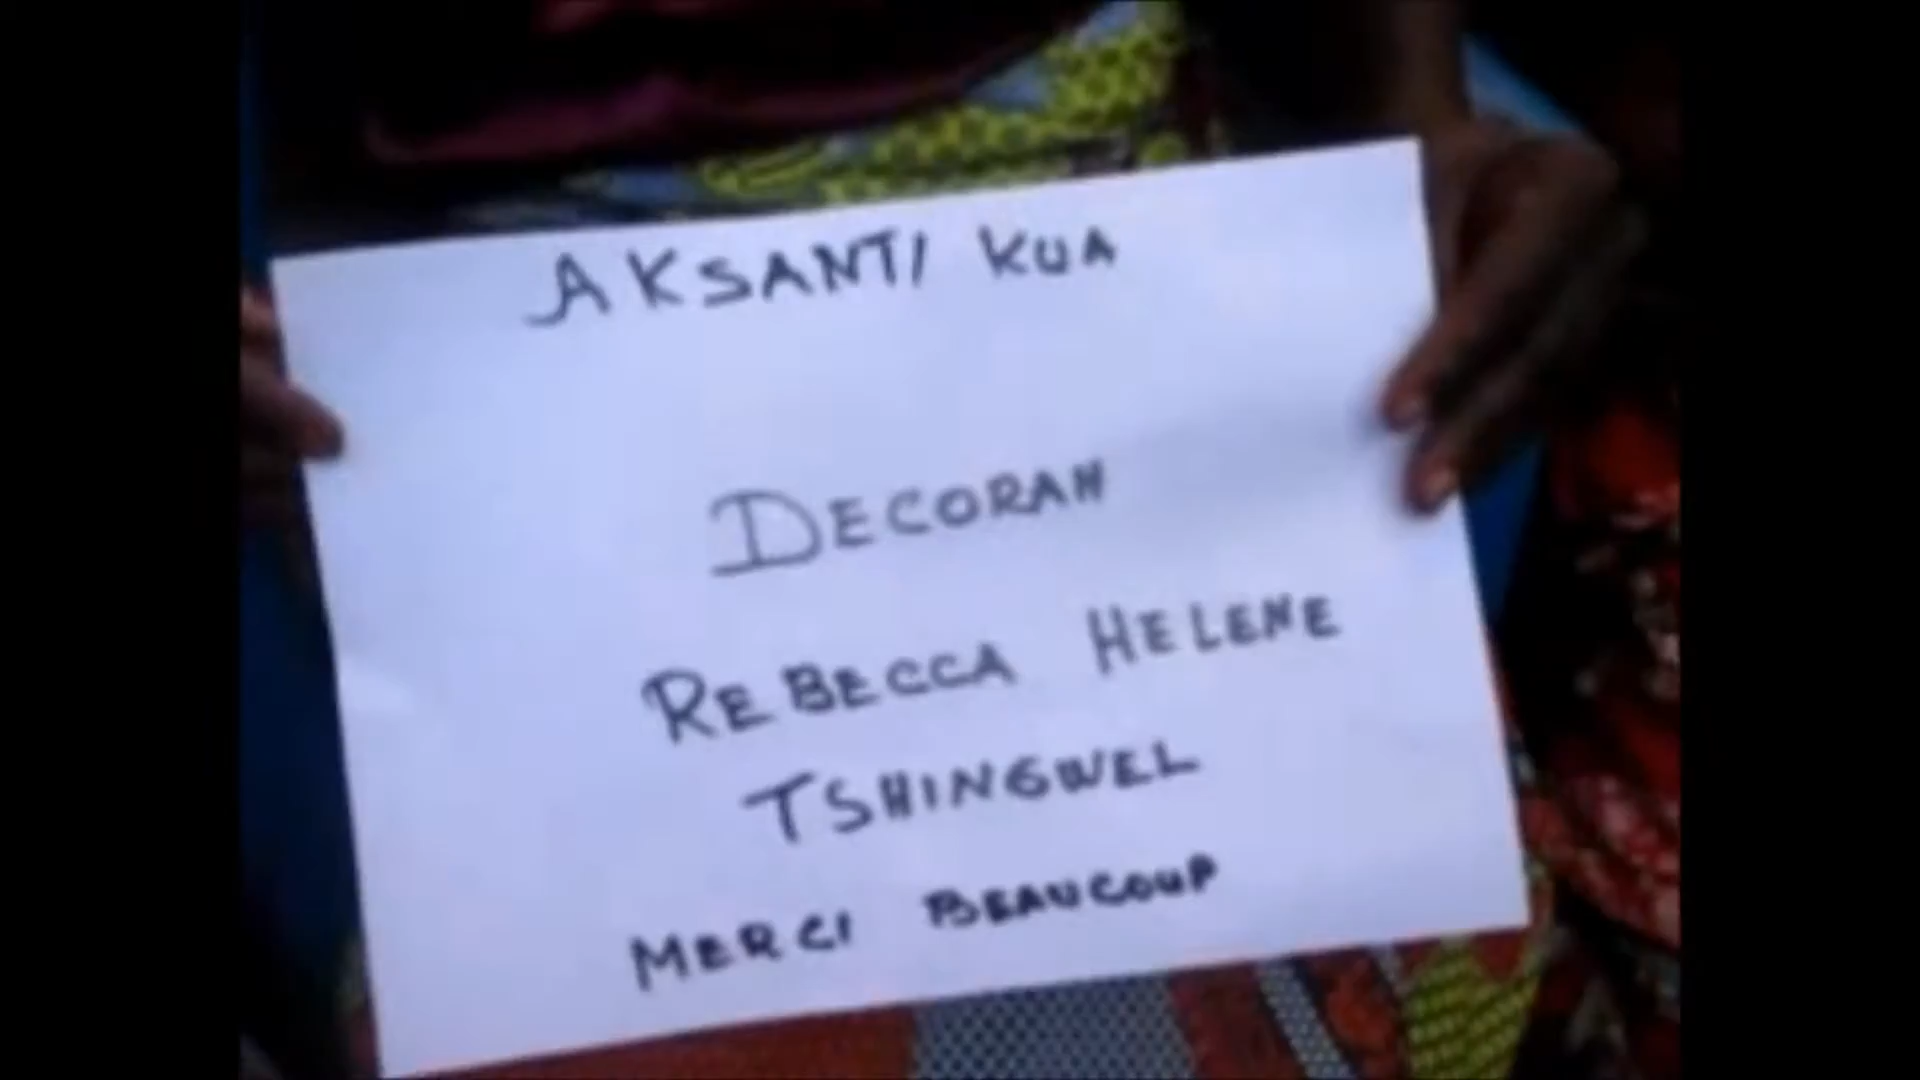 AKSANTI KUA
DECORAH
REBECCA HELENE
TSHINGWEL
MERCI BEAUCOUP